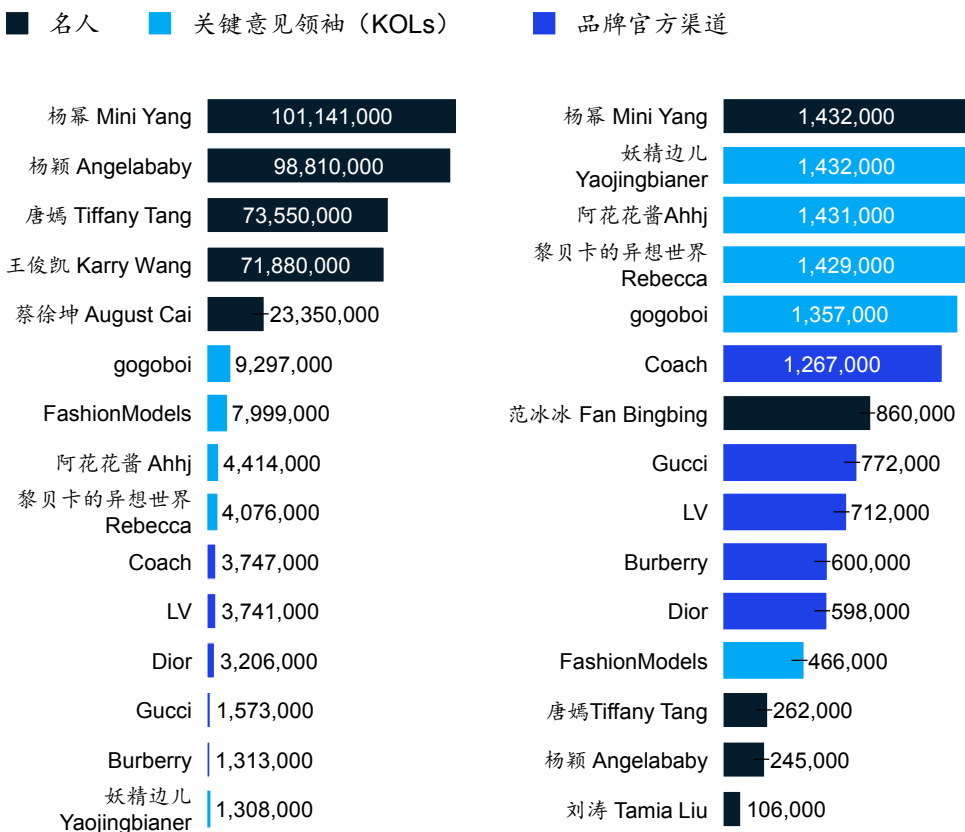 名人 关键意见领袖（KOLs） 品牌官方渠道
杨幂 Mini Yang 101,141,000
杨颖 Angelababy 98,810,000
唐嫣 Tiffany Tang 73,550,000
王俊凯 Karry Wang 71,880,000
蔡徐坤 August Cai 23,350,000
gogoboi 9,297,000
FashionModels 7,999,000
阿花花酱 Ahhj 4,414,000
黎贝卡的异想世界
Rebecca 4,076,000
Coach 3,747,000
LV 3,741,000
Dior 3,206,000
Gucci 1,573,000
Burberry 1,313,000
妖精边儿
Yaojingbianer 1,308,000
杨幂 Mini Yang 1,432,000
妖精边儿
Yaojingbianer 1,432,000
阿花花酱Ahhj 1,431,000
黎贝卡的异想世界
Rebecca 1,429,000
gogoboi 1,357,000
Coach 1,267,000
范冰冰 Fan Bingbing 860,000
Gucci 772,000
LV 712,000
Burberry 600,000
Dior 598,000
FashionModels 466,000
唐嫣Tiffany Tang 262,000
杨颖 Angelababy 245,000
刘涛 Tamia Liu 106,000